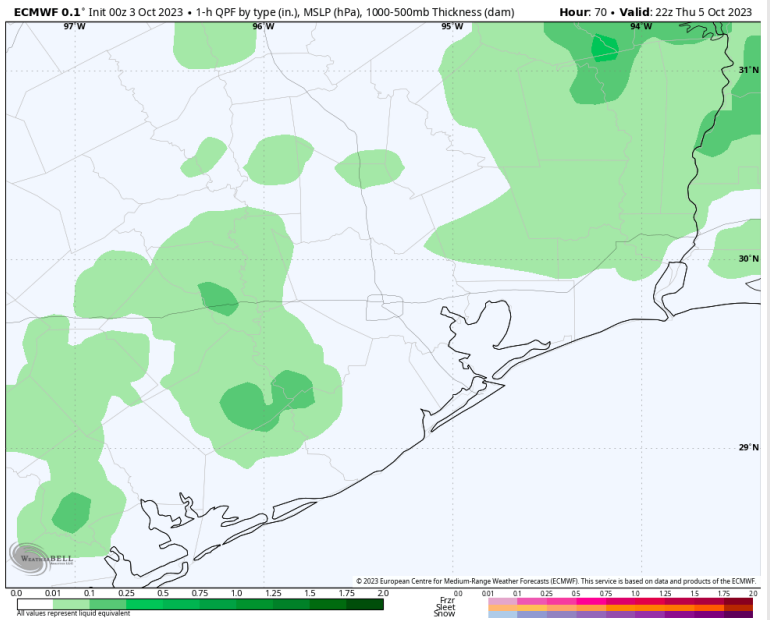 ECMWF 0.1° Init 00z 3 Oct 2023 • 1-h QPF by type (in.), MSLP (hPa), 1000-500mb Thickness (dam) Hour: 70 • Valid: 22z Thu 5 Oct 2023
97°W 96°W 95°W 94°W
31°N
30°N
29°N
WEATHERBELL
© 2023 European Centre for Medium-Range Weather Forecasts (ECMWF). This service is based on data and products of the ECMWF.
0.0 0.01 0.1 0.25 0.5 0.75 1.0 1.25 1.5 1.75 2.0 0.0 0.01 0.1 0.25 0.5 0.75 1.0 1.25 1.5 1.75 2.0
Frzr
Sleet
Snow
All values represent liquid equivalent